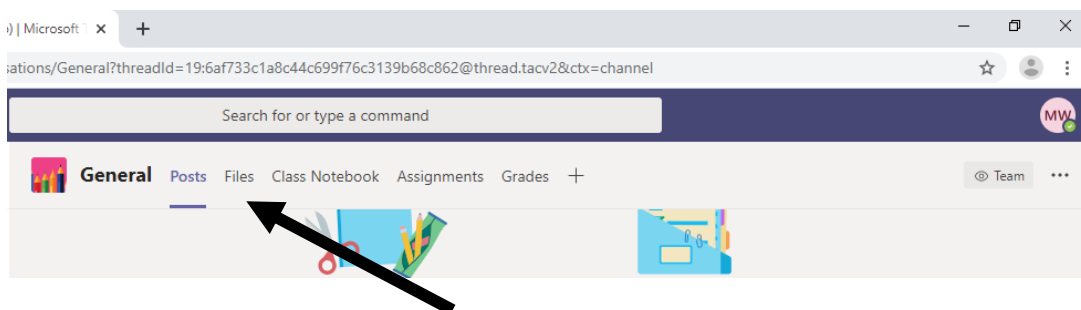 ) | Microsoft T
sations/General?threadId=19:6af733c1a8c44c699f76c3139b68c862@thread.tacv2&ctx=channel
Search for or type a command
MW
General Posts Files Class Notebook Assignments Grades
Team